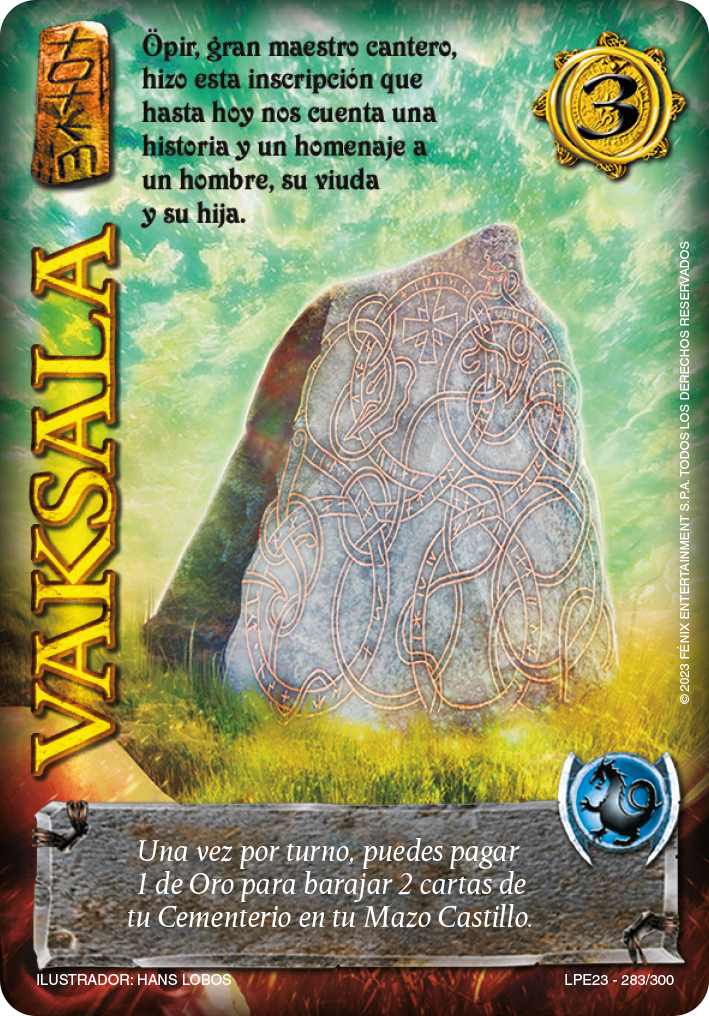 Öpir, gran maestro cantero,
hizo esta inscripción que
hasta hoy nos cuenta una
historia y un homenaje a
un hombre, su viuda
y su hija.
3
VAKSALA
© 2023 FÉNIX ENTERTAINMENT S.P.A. TODOS LOS DERECHOS RESERVADOS
Una vez por turno, puedes pagar
1 de Oro para barajar 2 cartas de
tu Cementerio en tu Mazo Castillo.
ILUSTRADOR: HANS LOBOS
LPE23 - 283/300